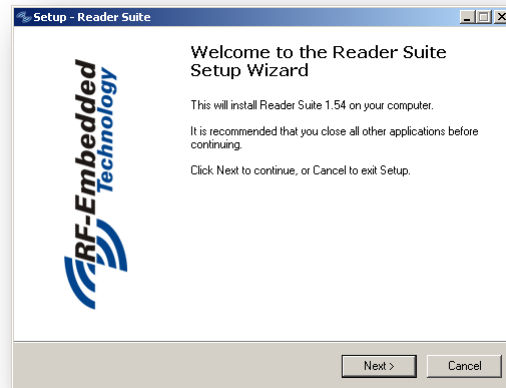 Setup - Reader Suite
RF-Embedded
Technology
Welcome to the Reader Suite
Setup Wizard
This will install Reader Suite 1.54 on your computer.
It is recommended that you close all other applications before
continuing.
Click Next to continue, or Cancel to exit Setup.
Next >
Cancel